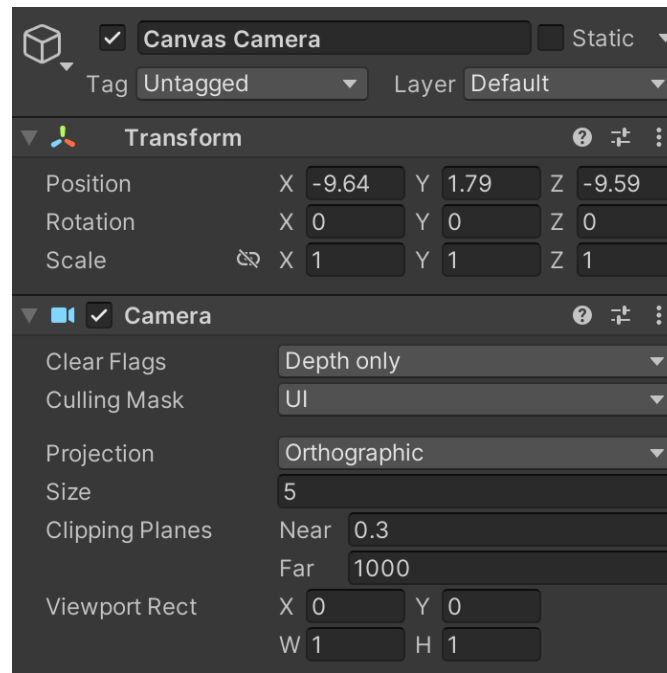 Canvas Camera Static
Tag Untagged Layer Default
Transform
Position X -9.64 Y 1.79 Z -9.59
Rotation X 0 Y 0 Z 0
Scale X 1 Y 1 Z 1
Camera
Clear Flags Depth only
Culling Mask UI
Projection Orthographic
Size 5
Clipping Planes Near 0.3
Far 1000
Viewport Rect X 0 Y 0
W 1 H 1